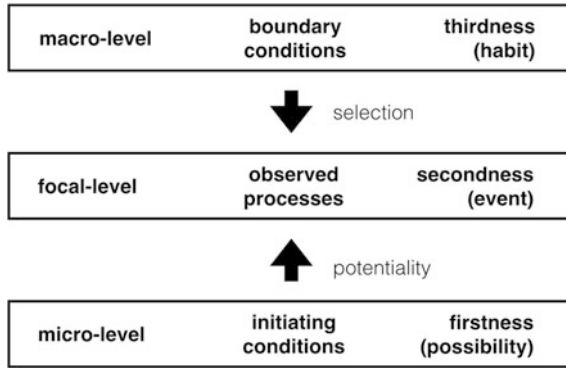 macro-level boundary conditions thirdness (habit)
selection
focal-level observed processes secondness (event)
potentiality
micro-level initiating conditions firstness (possibility)